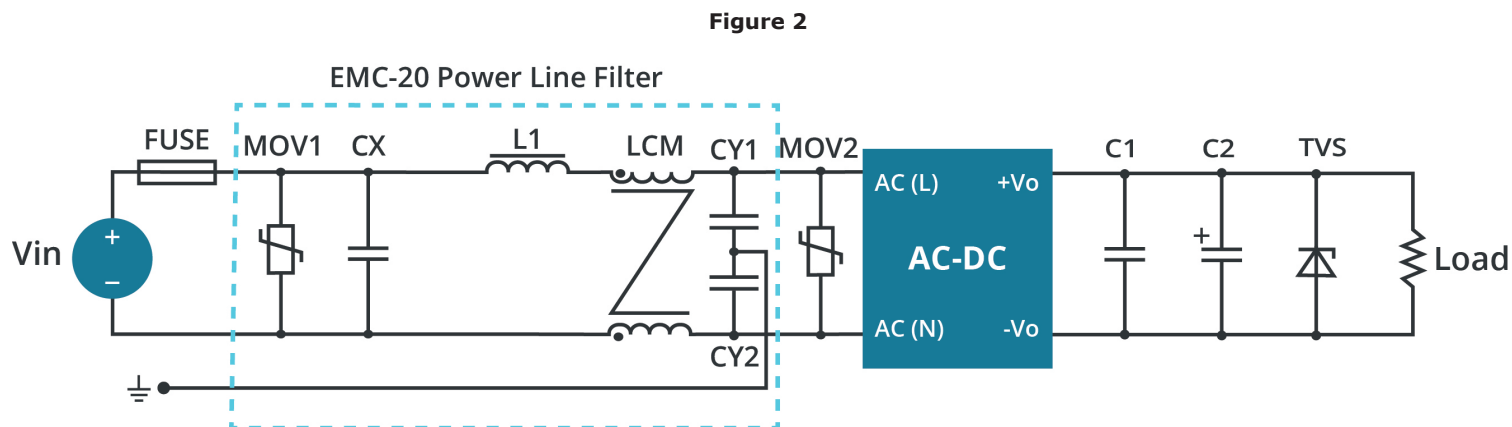 Figure 2
EMC-20 Power Line Filter
FUSE
MOV1
CX
L1
LCM
CY1
MOV2
C1
C2
TVS
AC (L)
+Vo
+
Vin
−
AC-DC
+
Load
AC (N)
-Vo
CY2